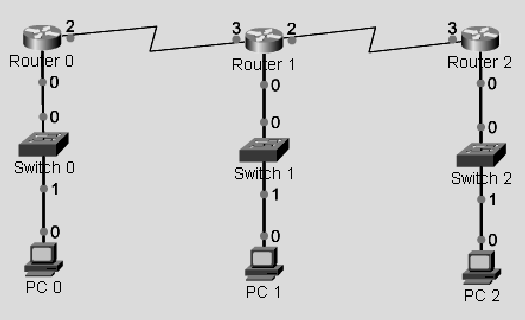 2 3 2 3
Router 0 Router 1 Router 2
0 0 0
0 0 0
Switch 0 Switch 1 Switch 2
1 1 1
0 0 0
PC 0 PC 1 PC 2